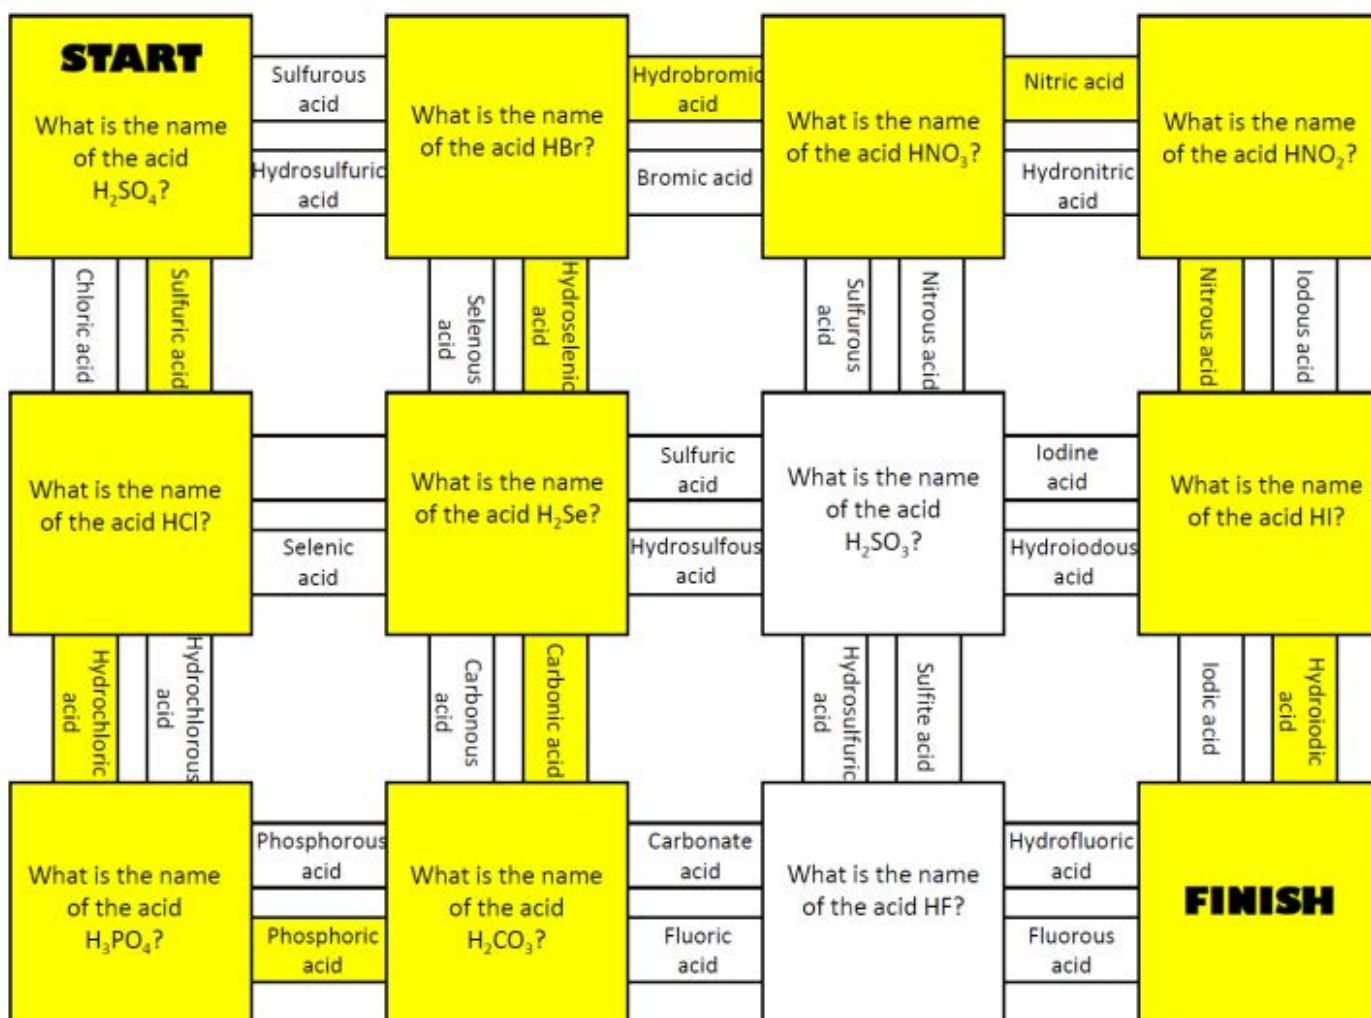 START
What is the name
of the acid
H₂SO₄?
Sulfurous
acid
Hydrosulfuric
acid
What is the name
of the acid HBr?
Hydrobromic
acid
Bromic acid
What is the name
of the acid HNO₃?
Nitric acid
Hydronitric
acid
What is the name
of the acid HNO₂?
Chloric acid
Sulfuric acid
Selenous
acid
Hydroselenic
acid
Sulfurous
acid
Nitrous acid
Nitrous acid
Iodous acid
What is the name
of the acid HCl?
Selenic
acid
What is the name
of the acid H₂Se?
Sulfuric
acid
Hydrosulfous
acid
What is the name
of the acid
H₂SO₃?
Iodine
acid
Hydroiodous
acid
What is the name
of the acid HI?
Hydrochloric
acid
Hydrochlorous
acid
Carbonous
acid
Carbonic acid
Hydrosulfuric
acid
Sulfite acid
Iodic acid
Hydroiodic
acid
What is the name
of the acid
H₃PO₄?
Phosphorous
acid
Phosphoric
acid
What is the name
of the acid
H₂CO₃?
Carbonate
acid
Fluoric
acid
What is the name
of the acid HF?
Hydrofluoric
acid
Fluorous
acid
FINISH